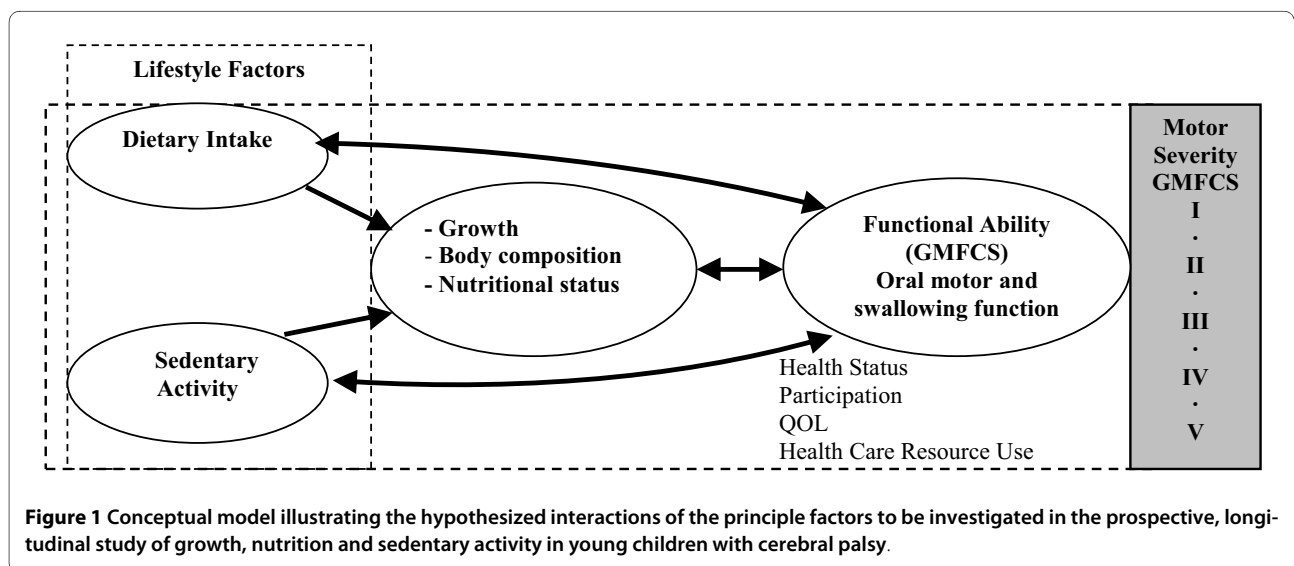 Lifestyle Factors
Dietary Intake
- Growth
- Body composition
- Nutritional status
Sedentary
Activity
Functional Ability
(GMFCS)
Oral motor and
swallowing function
Health Status
Participation
QOL
Health Care Resource Use
Motor
Severity
GMFCS
I
.
II
.
III
.
IV
.
V
Figure 1 Conceptual model illustrating the hypothesized interactions of the principle factors to be investigated in the prospective, longi-
tudinal study of growth, nutrition and sedentary activity in young children with cerebral palsy.